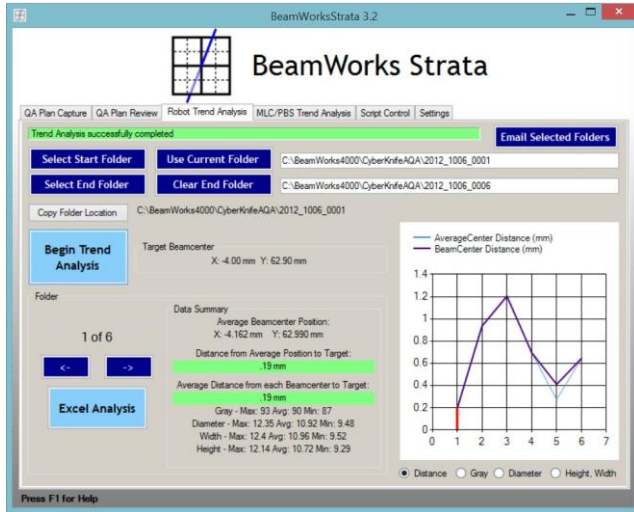 BeamWorksStrata 3.2
BeamWorks Strata
QA Plan Capture QA Plan Review Robot Trend Analysis MLC/PBS Trend Analysis Script Control Settings
Trend Analysis successfully completed
Email Selected Folders
Select Start Folder Use Current Folder C:\BeamWorks4000\CyberKnifeAQA\2012_1006_0001
Select End Folder Clear End Folder C:\BeamWorks4000\CyberKnifeAQA\2012_1006_0006
Copy Folder Location C:\BeamWorks4000\CyberKnifeAQA\2012_1006_0001
Begin Trend
Analysis
Target Beamcenter
X: -4.00 mm Y: 62.90 mm
Folder
1 of 6
<- ->
Excel Analysis
Data Summary
Average Beamcenter Position:
X: -4.162 mm Y: 62.990 mm
Distance from Average Position to Target:
.19 mm
Average Distance from each Beamcenter to Target:
.19 mm
Gray - Max: 93 Avg: 90 Min: 87
Diameter - Max: 12.35 Avg: 10.92 Min: 9.48
Width - Max: 12.4 Avg: 10.96 Min: 9.52
Height - Max: 12.14 Avg: 10.72 Min: 9.29
AverageCenter Distance (mm)
BeamCenter Distance (mm)
1.4
1.2
1
0.8
0.6
0.4
0.2
0
0 1 2 3 4 5 6 7
Distance Gray Diameter Height, Width
Press F1 for Help